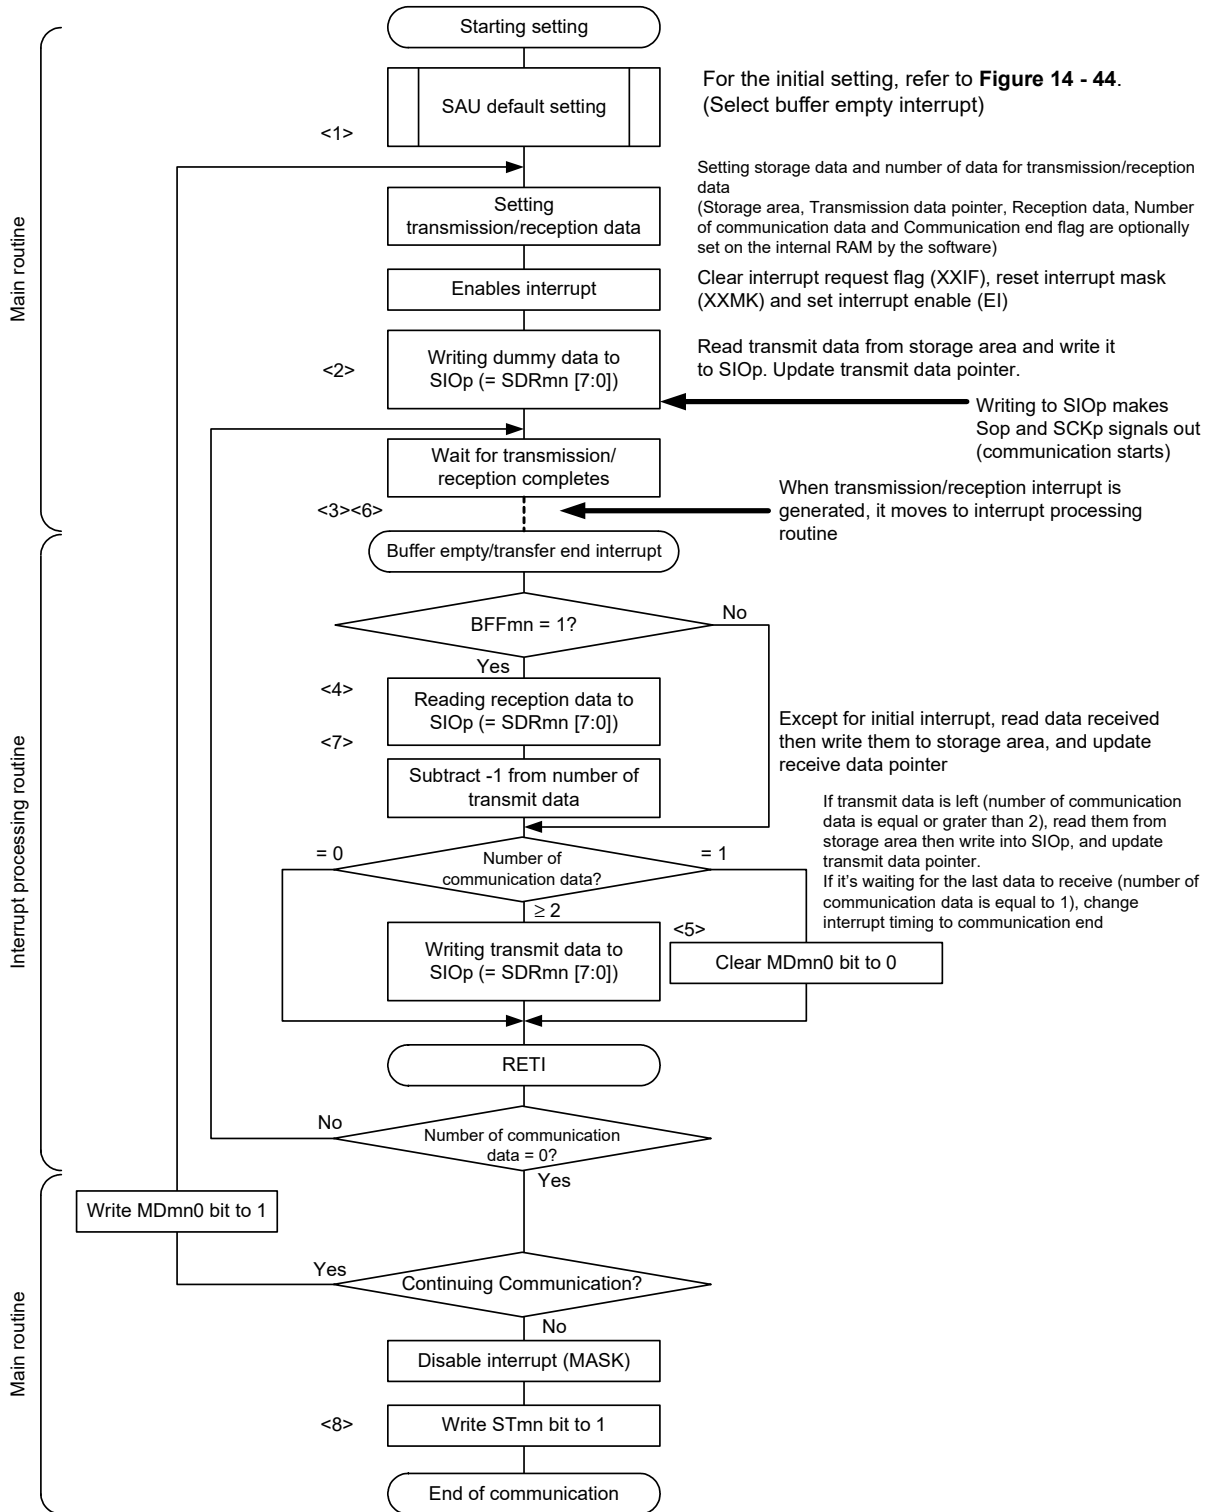 Starting setting
SAU default setting
For the initial setting, refer to Figure 14 - 44.
(Select buffer empty interrupt)
<1>
Setting
transmission/reception data
Setting storage data and number of data for transmission/reception
data
(Storage area, Transmission data pointer, Reception data, Number
of communication data and Communication end flag are optionally
set on the internal RAM by the software)
Main routine
Enables interrupt
Clear interrupt request flag (XXIF), reset interrupt mask
(XXMK) and set interrupt enable (EI)
<2>
Writing dummy data to
SIOp (= SDRmn [7:0])
Read transmit data from storage area and write it
to SIOp. Update transmit data pointer.
Writing to SIOp makes
Sop and SCKp signals out
(communication starts)
Wait for transmission/
reception completes
<3><6>
When transmission/reception interrupt is
generated, it moves to interrupt processing
routine
Buffer empty/transfer end interrupt
BFFmn = 1?
No
Yes
<4>
Reading reception data to
SIOp (= SDRmn [7:0])
<7>
Except for initial interrupt, read data received
then write them to storage area, and update
receive data pointer
Subtract -1 from number of
transmit data
Interrupt processing routine
= 0
Number of
communication data?
= 1
≥ 2
If transmit data is left (number of communication
data is equal or grater than 2), read them from
storage area then write into SIOp, and update
transmit data pointer.
If it's waiting for the last data to receive (number of
communication data is equal to 1), change
interrupt timing to communication end
<5>
Writing transmit data to
SIOp (= SDRmn [7:0])
Clear MDmn0 bit to 0
RETI
No
Number of communication
data = 0?
Yes
Write MDmn0 bit to 1
Yes
Continuing Communication?
No
Main routine
Disable interrupt (MASK)
<8>
Write STmn bit to 1
End of communication